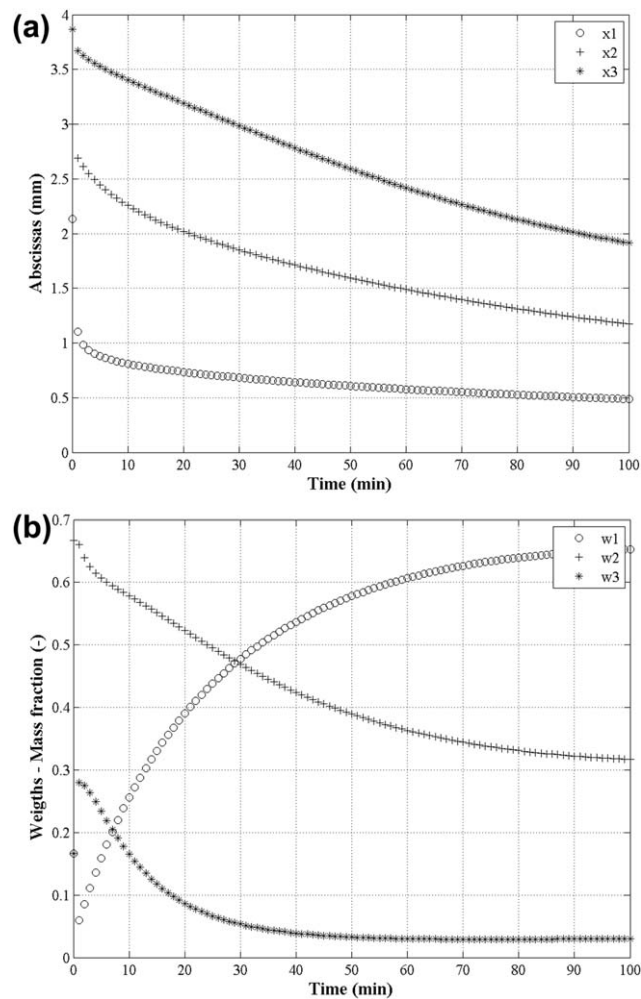 (a)
4
3.5
3
2.5
2
1.5
1
0.5
0
Abscissas (mm)
x1
x2
x3
0 10 20 30 40 50 60 70 80 90 100
Time (min)
(b)
0.7
0.6
0.5
0.4
0.3
0.2
0.1
0
Weigths - Mass fraction (-)
w1
w2
w3
0 10 20 30 40 50 60 70 80 90 100
Time (min)